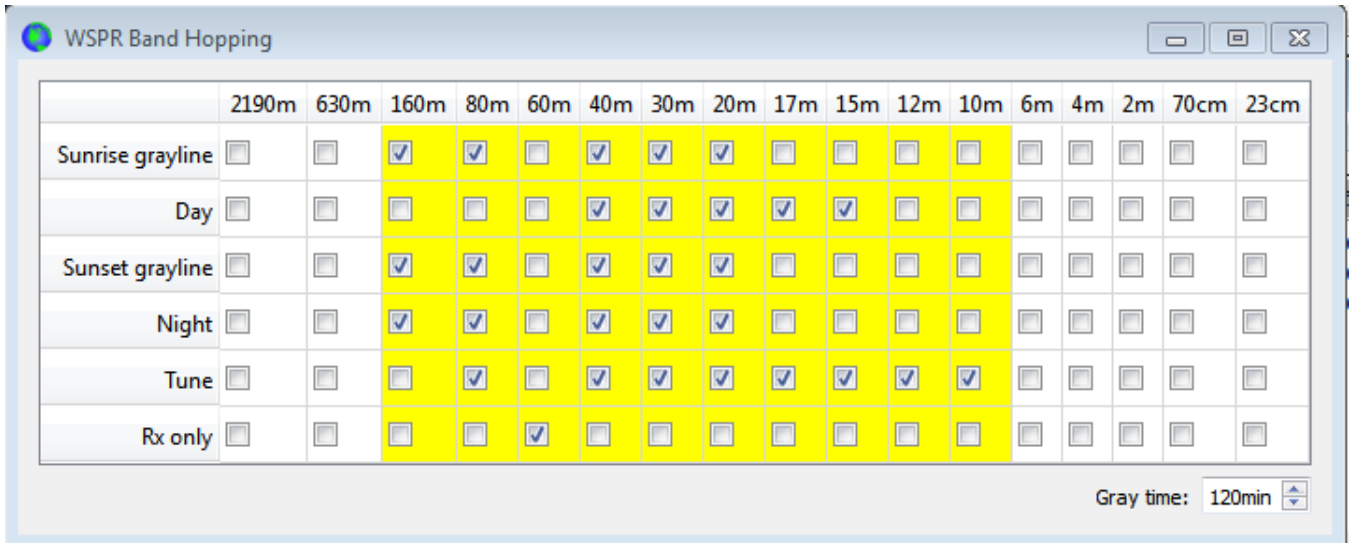 WSPR Band Hopping
2190m 630m 160m 80m 60m 40m 30m 20m 17m 15m 12m 10m 6m 4m 2m 70cm 23cm
Sunrise grayline
Day
Sunset grayline
Night
Tune
Rx only
Gray time: 120min